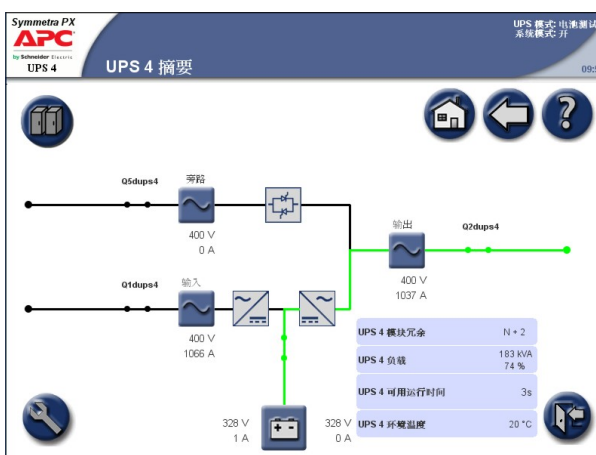 Symmetra PX
APC
by Schneider Electric
UPS 4
UPS 4 摘要
UPS 模式: 电池测试
系统模式: 开
09:
Q5dups4
旁路
400 V
0 A
输出
Q2dups4
400 V
1037 A
Q1dups4
输入
400 V
1066 A
UPS 4 模块冗余 N + 2
UPS 4 负载 183 kVA
74 %
UPS 4 可用运行时间 3s
UPS 4 环境温度 20 °C
328 V
1 A
328 V
0 A